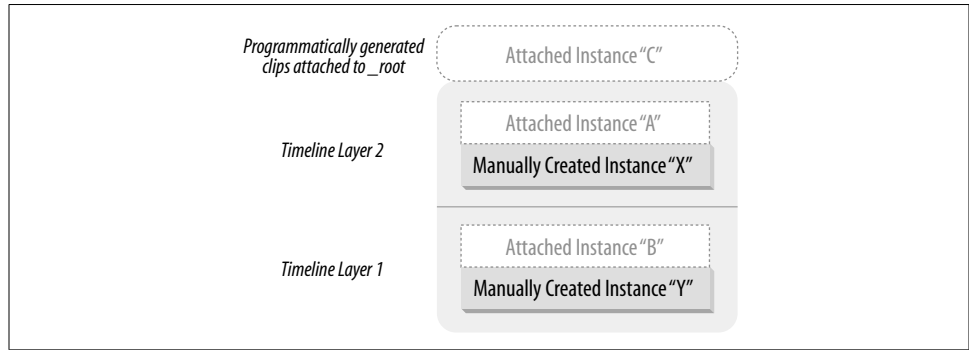 Programmatically generated
clips attached to _root
Attached Instance “C”
Timeline Layer 2
Attached Instance “A”
Manually Created Instance “X”
Timeline Layer 1
Attached Instance “B”
Manually Created Instance “Y”